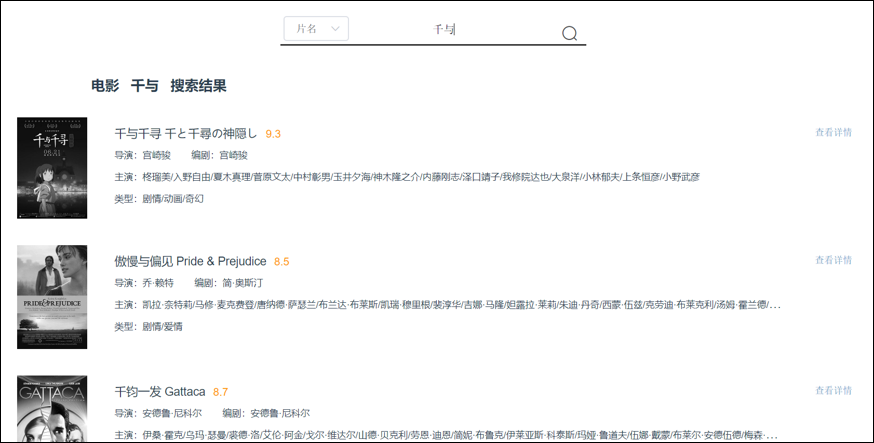 片名 千与
电影 千与 搜索结果
千与千寻
06.21
千与千寻 千と千尋の神隠し 9.3 查看详情
导演：宫崎骏 编剧：宫崎骏
主演：柊瑠美/入野自由/夏木真理/菅原文太/中村彰男/玉井夕海/神木隆之介/内藤刚志/泽口靖子/我修院达也/大泉洋/小林郁夫/上条恒彦/小野武彦
类型：剧情/动画/奇幻
PRIDE & PREJUDICE
傲慢与偏见 Pride & Prejudice 8.5 查看详情
导演：乔·赖特 编剧：简·奥斯汀
主演：凯拉·奈特莉/马修·麦克费登/唐纳德·萨瑟兰/布兰达·布莱斯/凯瑞·穆里根/裴淳华/吉娜·马隆/妲露拉·莱莉/朱迪·丹奇/西蒙·伍兹/克劳迪·布莱克利/汤姆·霍兰德/...
类型：剧情/爱情
GATTACA
千钧一发 Gattaca 8.7 查看详情
导演：安德鲁·尼科尔 编剧：安德鲁·尼科尔
主演：伊桑·霍克/乌玛·瑟曼/裘德·洛/艾伦·阿金/戈尔·维达尔/山德·贝克利/劳恩·迪恩/简妮·布鲁克/伊莱亚斯·科泰斯/玛娅·鲁道夫/伍娜·戴蒙/布莱尔·安德伍德/梅森·...